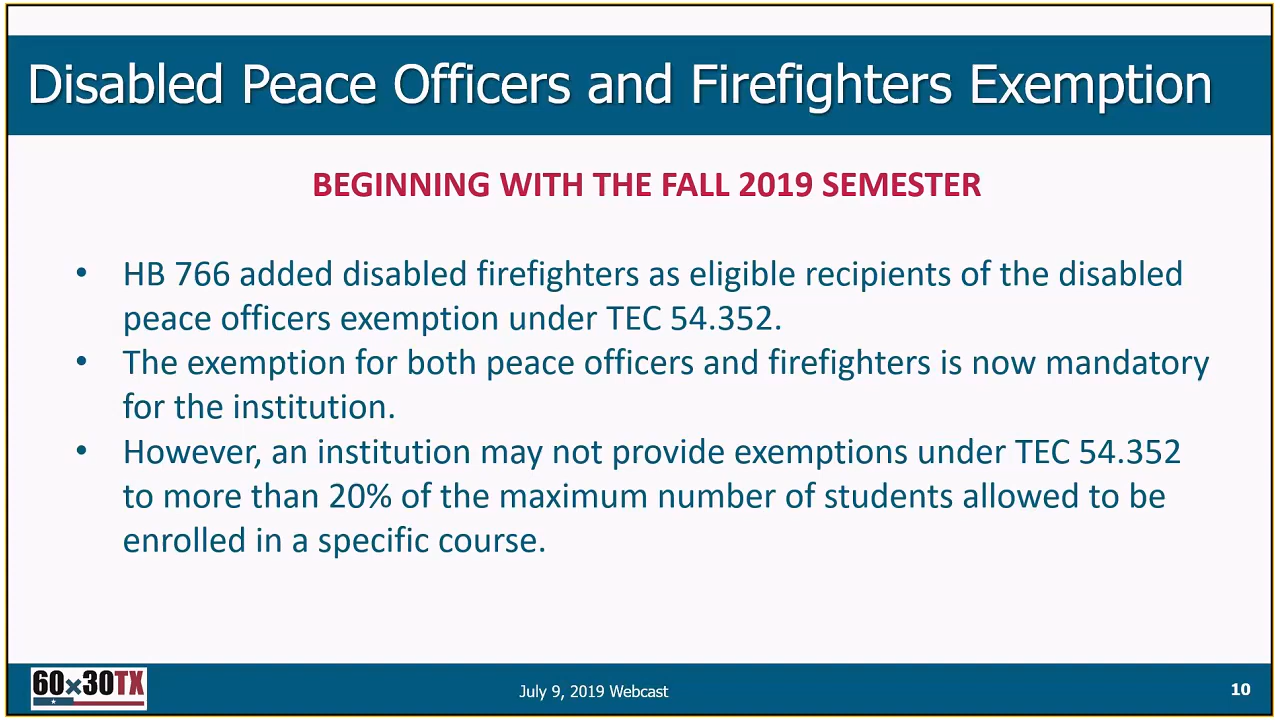 Disabled Peace Officers and Firefighters Exemption
BEGINNING WITH THE FALL 2019 SEMESTER
• HB 766 added disabled firefighters as eligible recipients of the disabled
peace officers exemption under TEC 54.352.
• The exemption for both peace officers and firefighters is now mandatory
for the institution.
• However, an institution may not provide exemptions under TEC 54.352
to more than 20% of the maximum number of students allowed to be
enrolled in a specific course.
60x30TX
July 9, 2019 Webcast
10